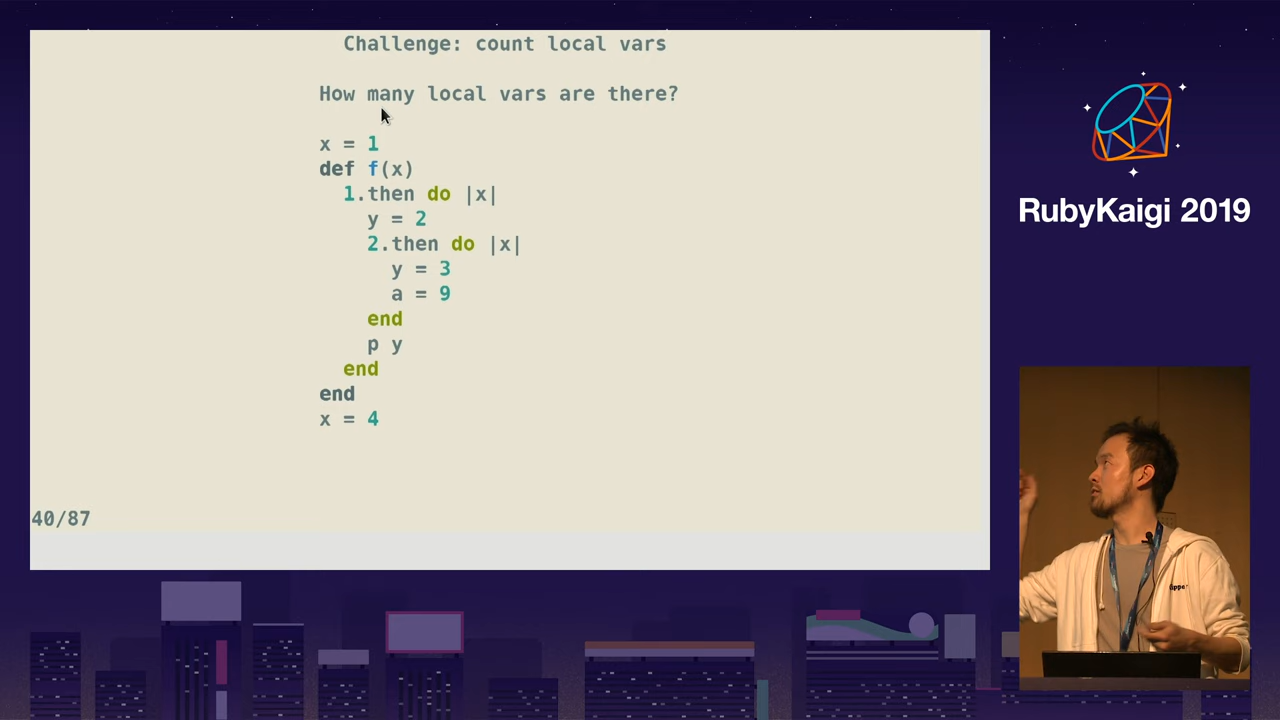 Challenge: count local vars
How many local vars are there?
x = 1
def f(x)
  1.then do |x|
    y = 2
    2.then do |x|
      y = 3
      a = 9
    end
    p y
  end
end
x = 4
40/87
RubyKaigi 2019